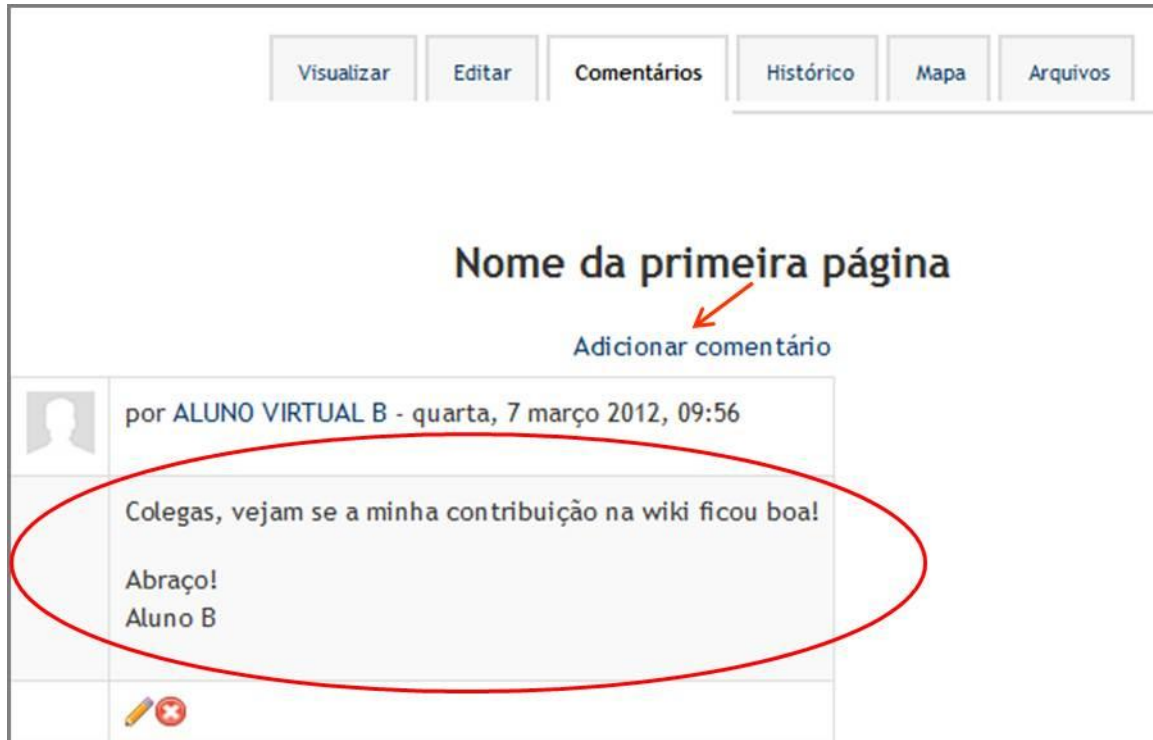 Visualizar Editar Comentários Histórico Mapa Arquivos
Nome da primeira página
Adicionar comentário
por ALUNO VIRTUAL B - quarta, 7 março 2012, 09:56
Colegas, vejam se a minha contribuição na wiki ficou boa!
Abraço!
Aluno B